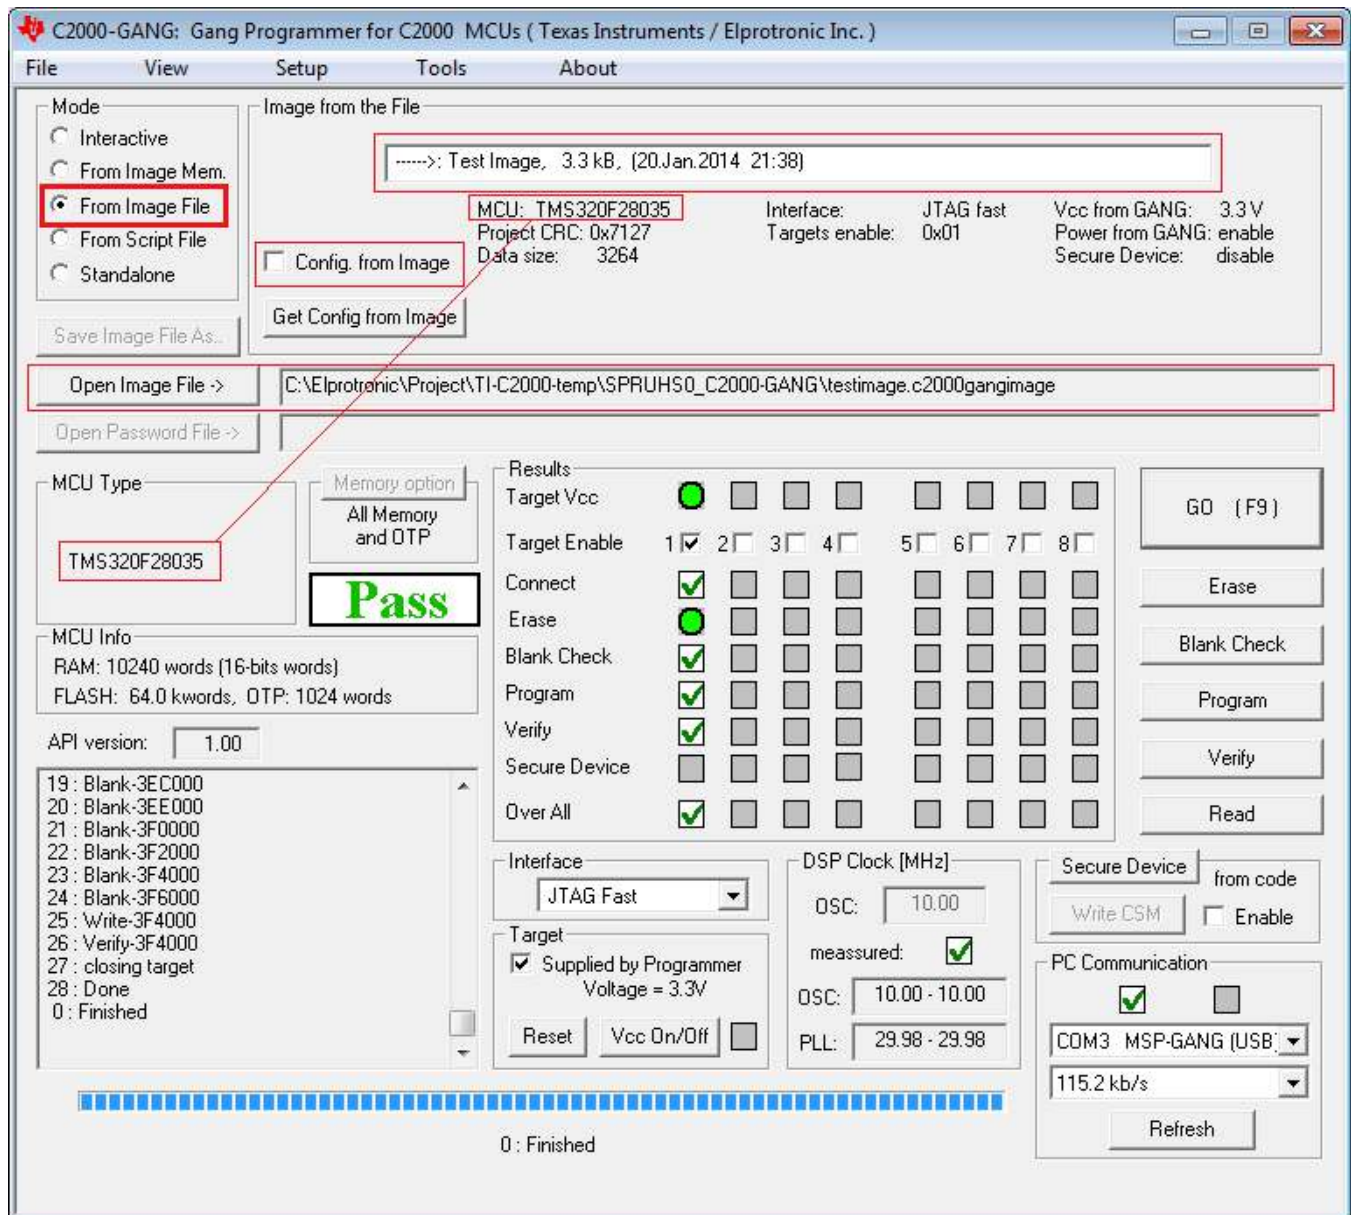 C2000-GANG: Gang Programmer for C2000 MCUs ( Texas Instruments / Elprotronic Inc. )
File View Setup Tools About
Mode
Interactive
From Image Mem.
From Image File
From Script File
Standalone
Save Image File As..
Image from the File
------>: Test Image, 3.3 kB, (20.Jan.2014 21:38)
MCU: TMS320F28035
Project CRC: 0x7127
Data size: 3264
Interface: JTAG fast
Targets enable: 0x01
Vcc from GANG: 3.3 V
Power from GANG: enable
Secure Device: disable
Config. from Image
Get Config from Image
Open Image File -> C:\Elprotronic\Project\TI-C2000-temp\SPRUHS0_C2000-GANG\testimage.c2000gangimage
Open Password File ->
MCU Type
TMS320F28035
Memory option
All Memory
and OTP
Pass
MCU Info
RAM: 10240 words (16-bits words)
FLASH: 64.0 kwords, OTP: 1024 words
API version: 1.00
19 : Blank-3EC000
20 : Blank-3EE000
21 : Blank-3F0000
22 : Blank-3F2000
23 : Blank-3F4000
24 : Blank-3F6000
25 : Write-3F4000
26 : Verify-3F4000
27 : closing target
28 : Done
0 : Finished
Results
Target Vcc
Target Enable 1 2 3 4 5 6 7 8
Connect
Erase
Blank Check
Program
Verify
Secure Device
Over All
GO (F9)
Erase
Blank Check
Program
Verify
Read
Interface
JTAG Fast
Target
Supplied by Programmer
Voltage = 3.3V
Reset Vcc On/Off
DSP Clock [MHz]
OSC: 10.00
meassured:
OSC: 10.00 - 10.00
PLL: 29.98 - 29.98
Secure Device from code
Write CSM Enable
PC Communication
COM3 MSP-GANG (USB)
115.2 kb/s
Refresh
0 : Finished